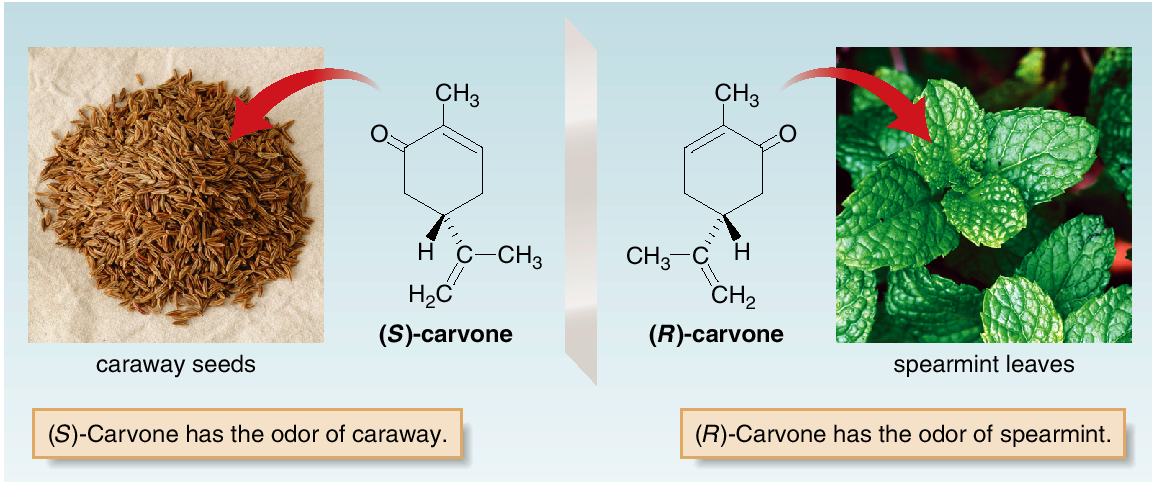 CH₃
O
H
C—CH₃
H₂C
(S)-carvone
caraway seeds
(S)-Carvone has the odor of caraway.
CH₃
O
CH₃—C
H
CH₂
(R)-carvone
spearmint leaves
(R)-Carvone has the odor of spearmint.